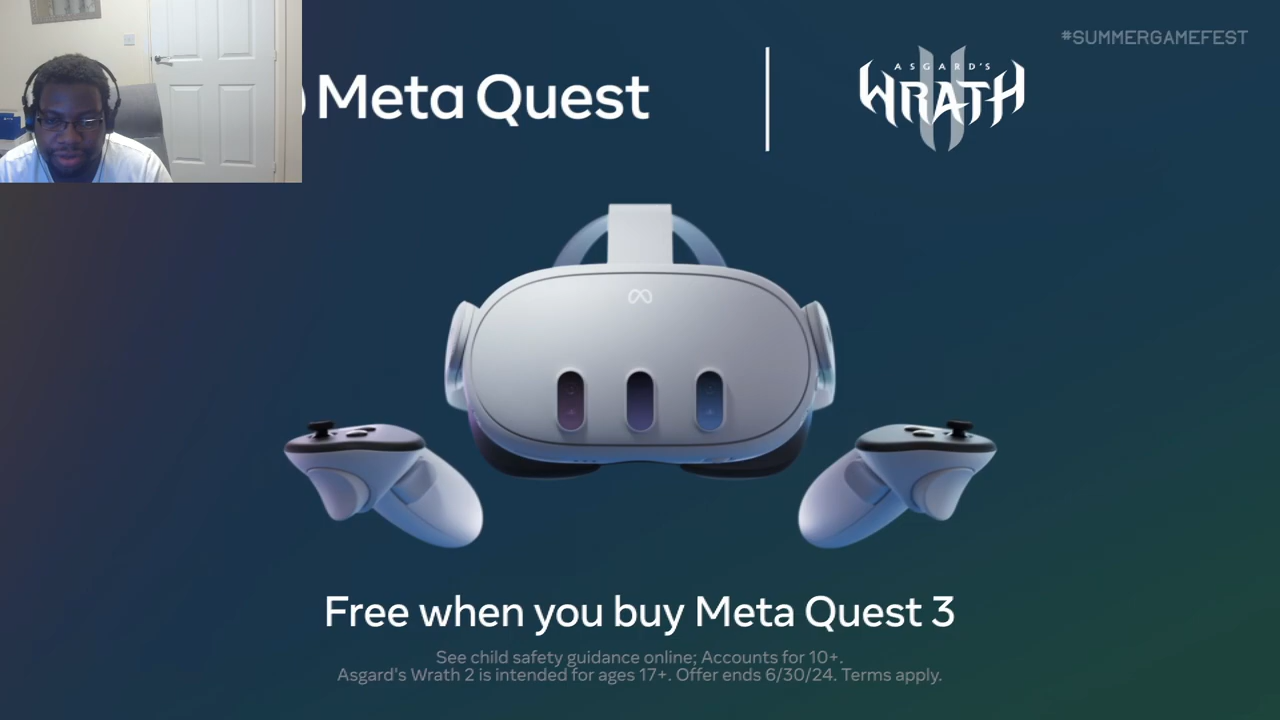 #SUMMERGAMEFEST
Meta Quest
ASGARD'S
WRATH
II
Free when you buy Meta Quest 3
See child safety guidance online; Accounts for 10+.
Asgard's Wrath 2 is intended for ages 17+. Offer ends 6/30/24. Terms apply.